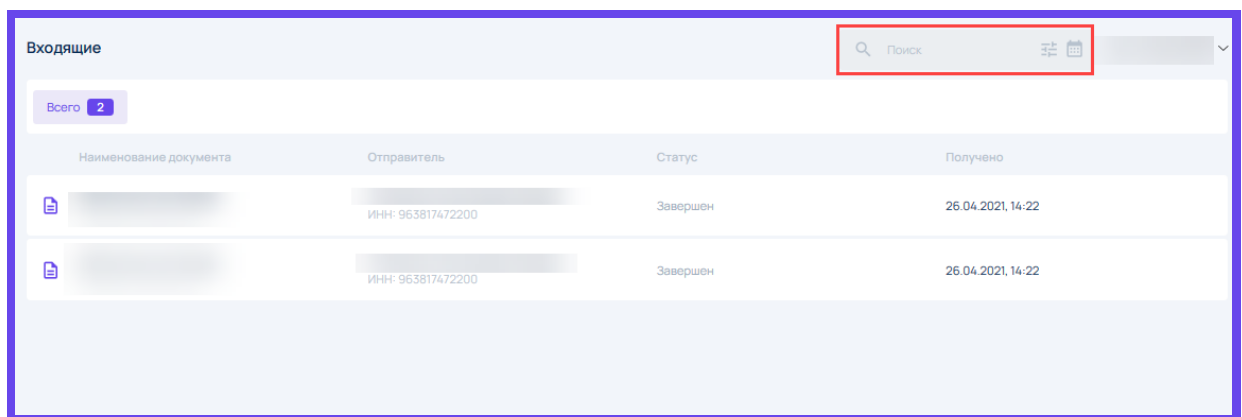 Входящие
Поиск
Всего 2
Наименование документа Отправитель Статус Получено
ИНН: 963817472200 Завершен 26.04.2021, 14:22
ИНН: 963817472200 Завершен 26.04.2021, 14:22